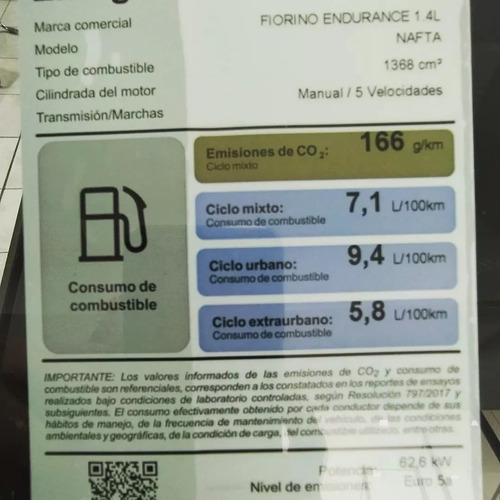 Marca comercial
FIORINO ENDURANCE 1.4L
Modelo
NAFTA
Tipo de combustible
1368 cm³
Cilindrada del motor
Manual / 5 Velocidades
Transmisión/Marchas
Emisiones de CO₂: 166 g/km
Ciclo mixto
Ciclo mixto: 7,1 L/100km
Consumo de combustible
Ciclo urbano: 9,4 L/100km
Consumo de combustible
Ciclo extraurbano: 5,8 L/100km
Consumo de combustible
Consumo de
combustible
IMPORTANTE: Los valores informados de las emisiones de CO₂ y consumo de
combustible son referenciales, corresponden a los constatados en los reportes de ensayos
realizados bajo condiciones de laboratorio controladas, según Resolución 797/2017 y
subsiguientes. El consumo efectivamente obtenido por cada conductor depende de sus
hábitos de manejo, de la frecuencia de mantenimiento del vehículo, de las condiciones
ambientales y geográficas, de la condición de carga, del combustible utilizado, entre otras.
Potencia: 62,6 kW
Nivel de emisiones: Euro 5